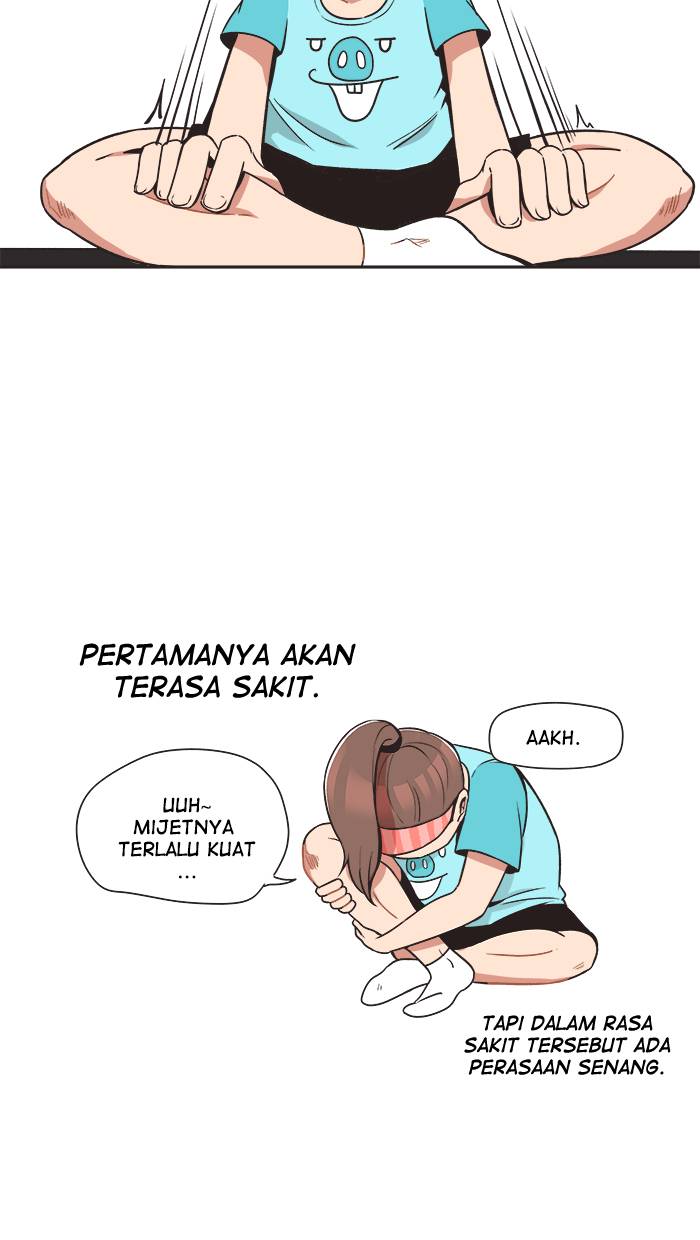 PERTAMANYA AKAN
TERASA SAKIT.
AAKH.
UUH~
MIJETNYA
TERLALU KUAT
...
TAPI DALAM RASA
SAKIT TERSEBUT ADA
PERASAAN SENANG.